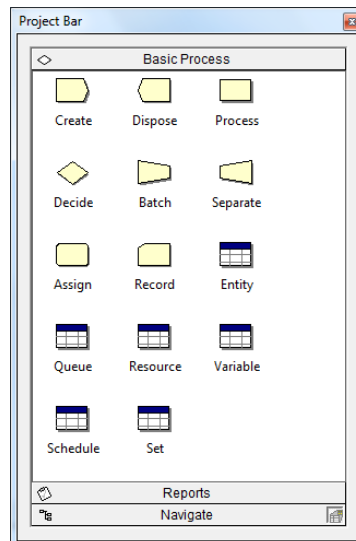 Project Bar
Basic Process
Create Dispose Process
Decide Batch Separate
Assign Record Entity
Queue Resource Variable
Schedule Set
Reports
Navigate